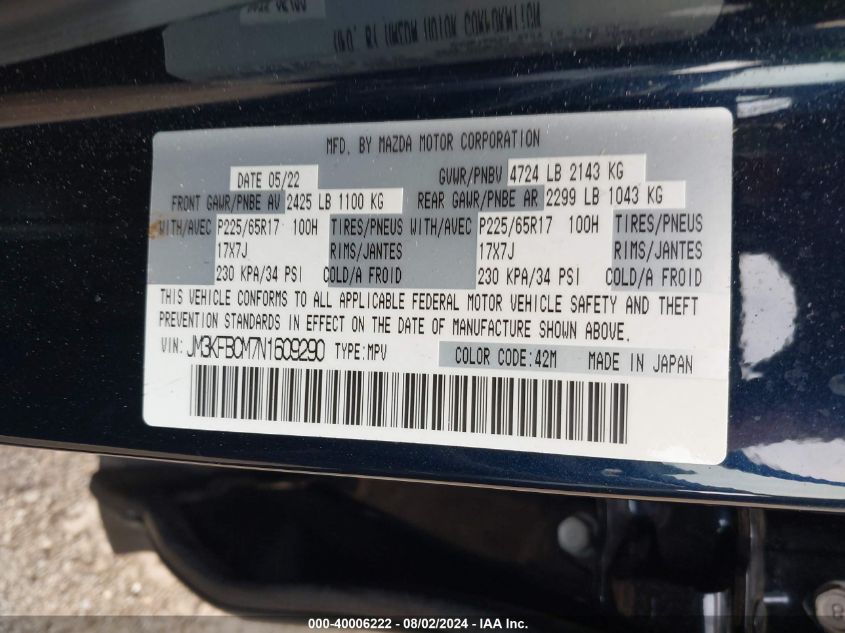 MFD. BY MAZDA MOTOR CORPORATION
DATE 05/22 GVWR/PNBV 4724 LB 2143 KG
FRONT GAWR/PNBE AV 2425 LB 1100 KG REAR GAWR/PNBE AR 2299 LB 1043 KG
WITH/AVEC P225/65R17 100H TIRES/PNEUS WITH/AVEC P225/65R17 100H TIRES/PNEUS
17X7J RIMS/JANTES 17X7J RIMS/JANTES
230 KPA/34 PSI COLD/A FROID 230 KPA/34 PSI COLD/A FROID
THIS VEHICLE CONFORMS TO ALL APPLICABLE FEDERAL MOTOR VEHICLE SAFETY AND THEFT
PREVENTION STANDARDS IN EFFECT ON THE DATE OF MANUFACTURE SHOWN ABOVE.
VIN: JM3KFBCM7N1609290 TYPE:MPV COLOR CODE:42M MADE IN JAPAN
000-40006222 - 08/02/2024 - IAA Inc.